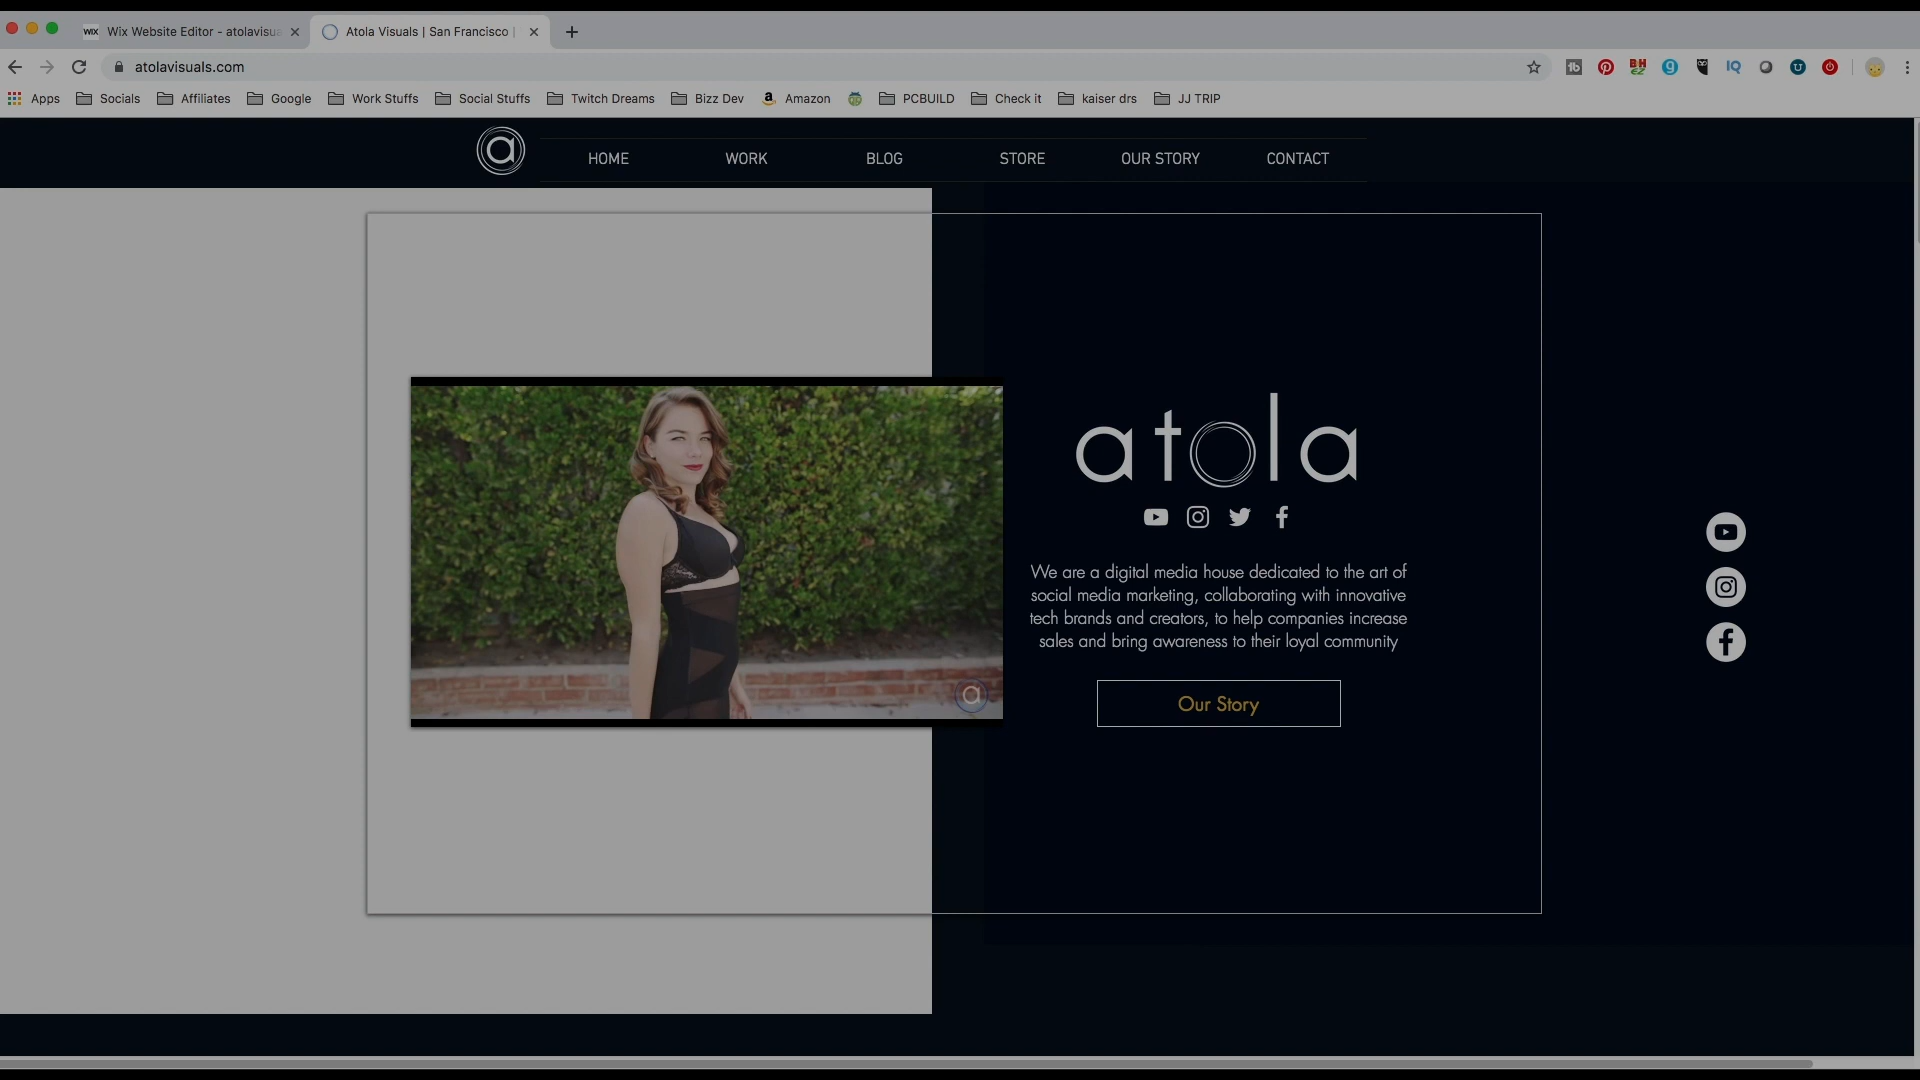 WIX Wix Website Editor - atolavisua
Atola Visuals | San Francisco |
atolavisuals.com
Apps Socials Affiliates Google Work Stuffs Social Stuffs Twitch Dreams Bizz Dev Amazon PCBUILD Check it kaiser drs JJ TRIP
a HOME WORK BLOG STORE OUR STORY CONTACT
atola
We are a digital media house dedicated to the art of
social media marketing, collaborating with innovative
tech brands and creators, to help companies increase
sales and bring awareness to their loyal community
a
Our Story